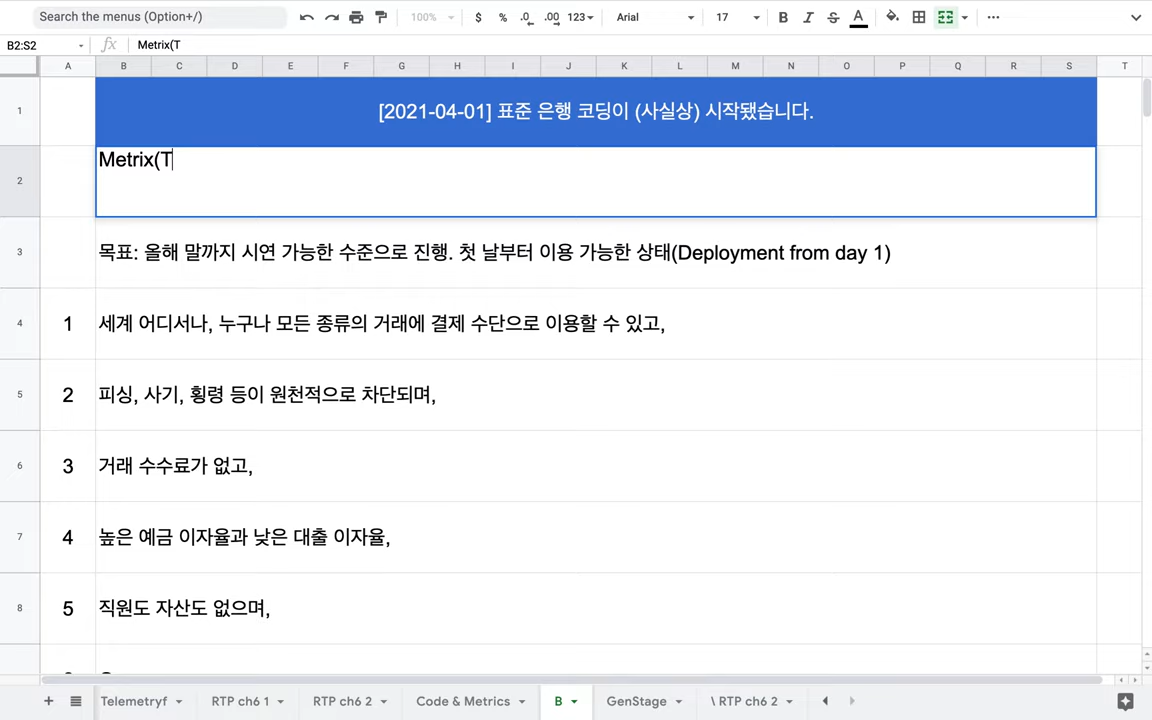 Search the menus (Option+/)
100%
$ % .0 .00 123
Arial
17
B I S A
B2:S2
fx
Metrix(T
A B C D E F G H I J K L M N O P Q R S T
1
[2021-04-01] 표준 은행 코딩이 (사실상) 시작됐습니다.
2
Metrix(T
3
목표: 올해 말까지 시연 가능한 수준으로 진행. 첫 날부터 이용 가능한 상태(Deployment from day 1)
4
1 세계 어디서나, 누구나 모든 종류의 거래에 결제 수단으로 이용할 수 있고,
5
2 피싱, 사기, 횡령 등이 원천적으로 차단되며,
6
3 거래 수수료가 없고,
7
4 높은 예금 이자율과 낮은 대출 이자율,
8
5 직원도 자산도 없으며,
Telemetryf RTP ch6 1 RTP ch6 2 Code & Metrics B GenStage \ RTP ch6 2